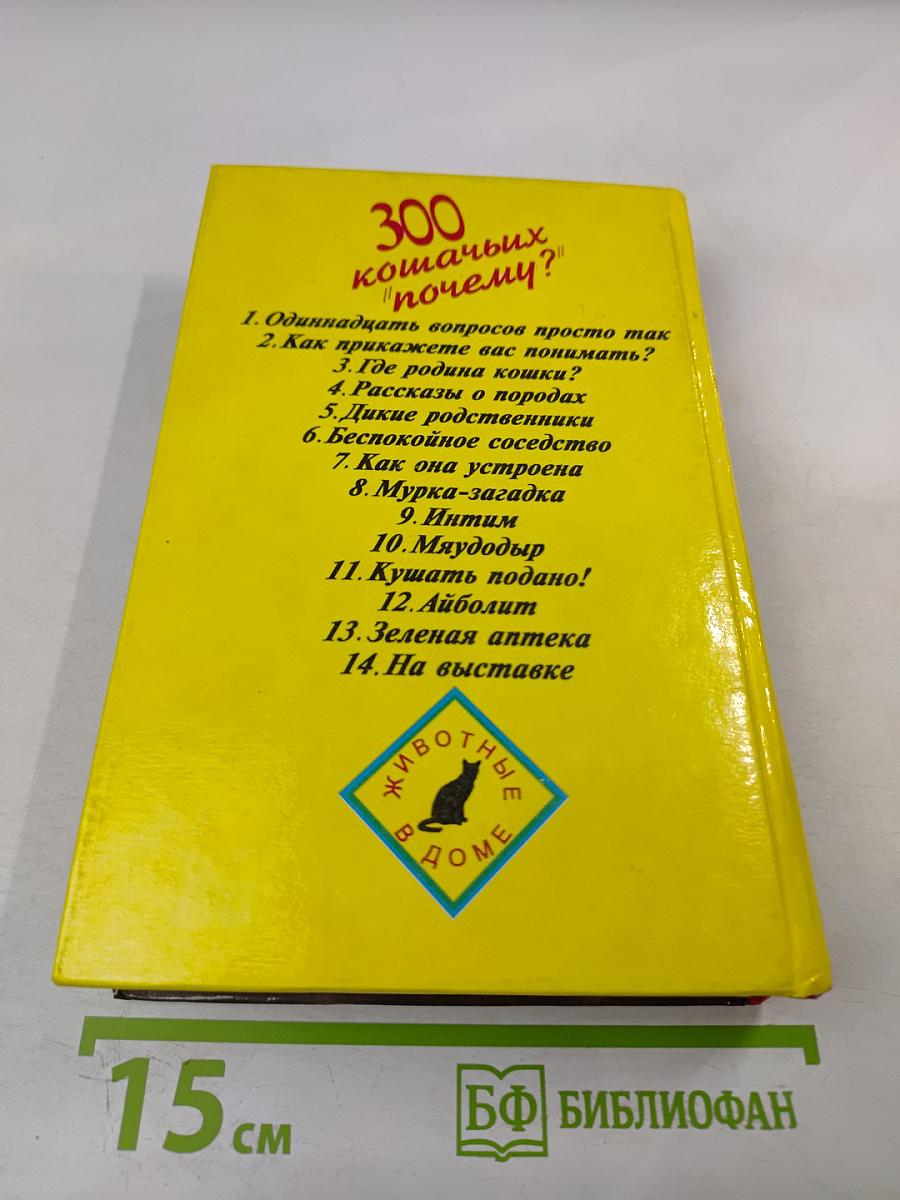 300
кошачьих
"почему?"
1. Одиннадцать вопросов просто так
2. Как прикажете вас понимать?
3. Где родина кошки?
4. Рассказы о породах
5. Дикие родственники
6. Беспокойное соседство
7. Как она устроена
8. Мурка-загадка
9. Интим
10. Мяудодыр
11. Кушать подано!
12. Айболит
13. Зеленая аптека
14. На выставке
ЖИВОТНЫЕ
В ДОМЕ
15 см
БФ БИБЛИОФАН